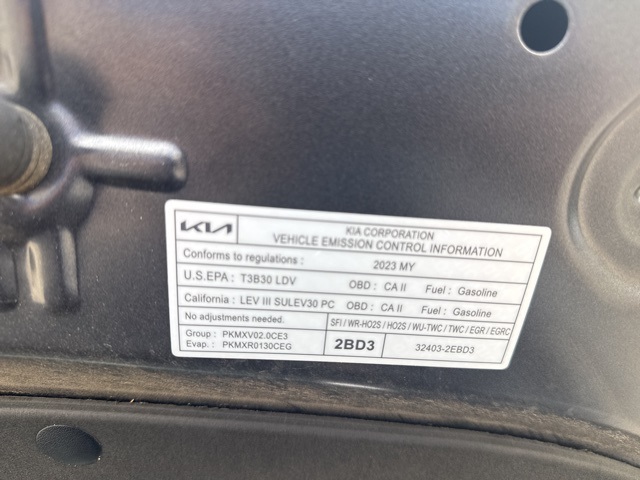 KIA
KIA CORPORATION
VEHICLE EMISSION CONTROL INFORMATION
Conforms to regulations : 2023 MY
U.S.EPA : T3B30 LDV OBD : CA II Fuel : Gasoline
California : LEV III SULEV30 PC OBD : CA II Fuel : Gasoline
No adjustments needed.
SFI / WR-HO2S / HO2S / WU-TWC / TWC / EGR / EGRC
Group : PKMXV02.0CE3
Evap. : PKMXR0130CEG
2BD3
32403-2EBD3